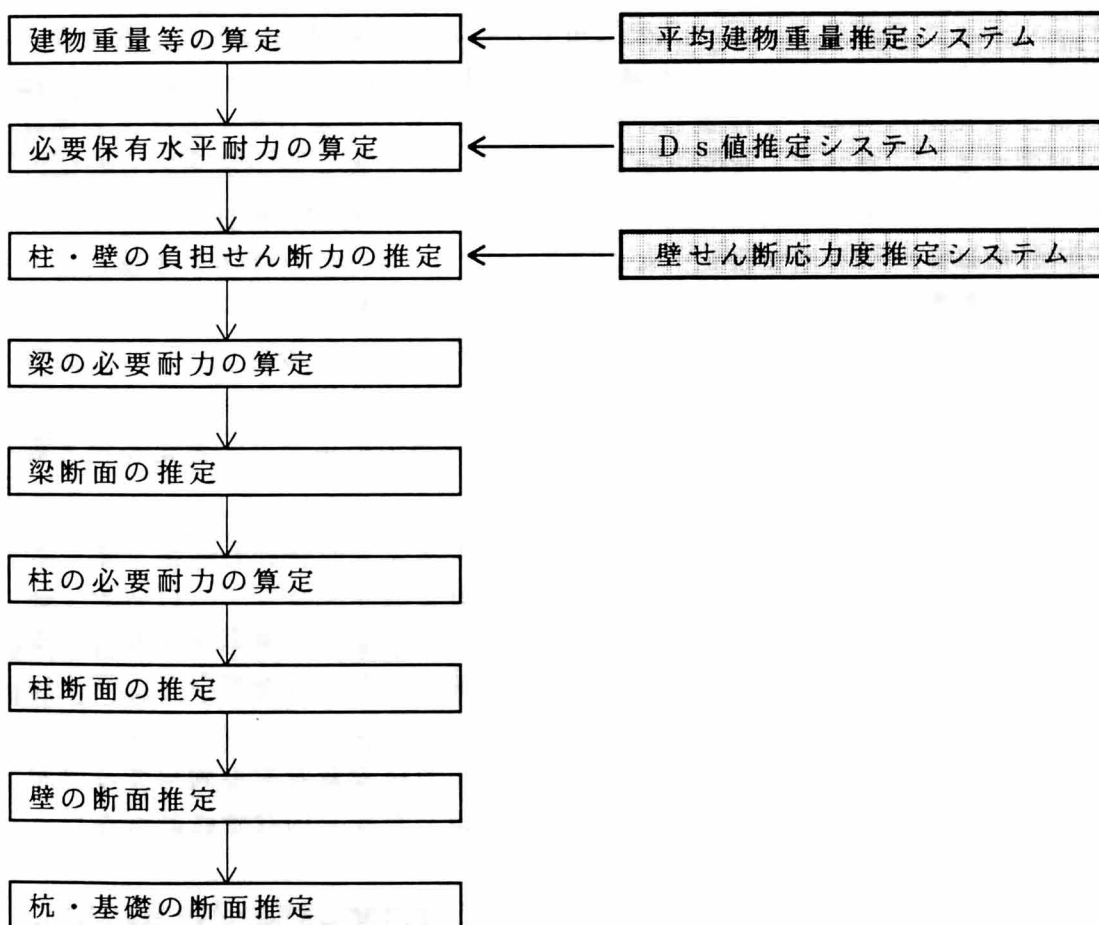 建物重量等の算定
平均建物重量推定システム
必要保有水平耐力の算定
Ds値推定システム
柱・壁の負担せん断力の推定
壁せん断応力度推定システム
梁の必要耐力の算定
梁断面の推定
柱の必要耐力の算定
柱断面の推定
壁の断面推定
杭・基礎の断面推定